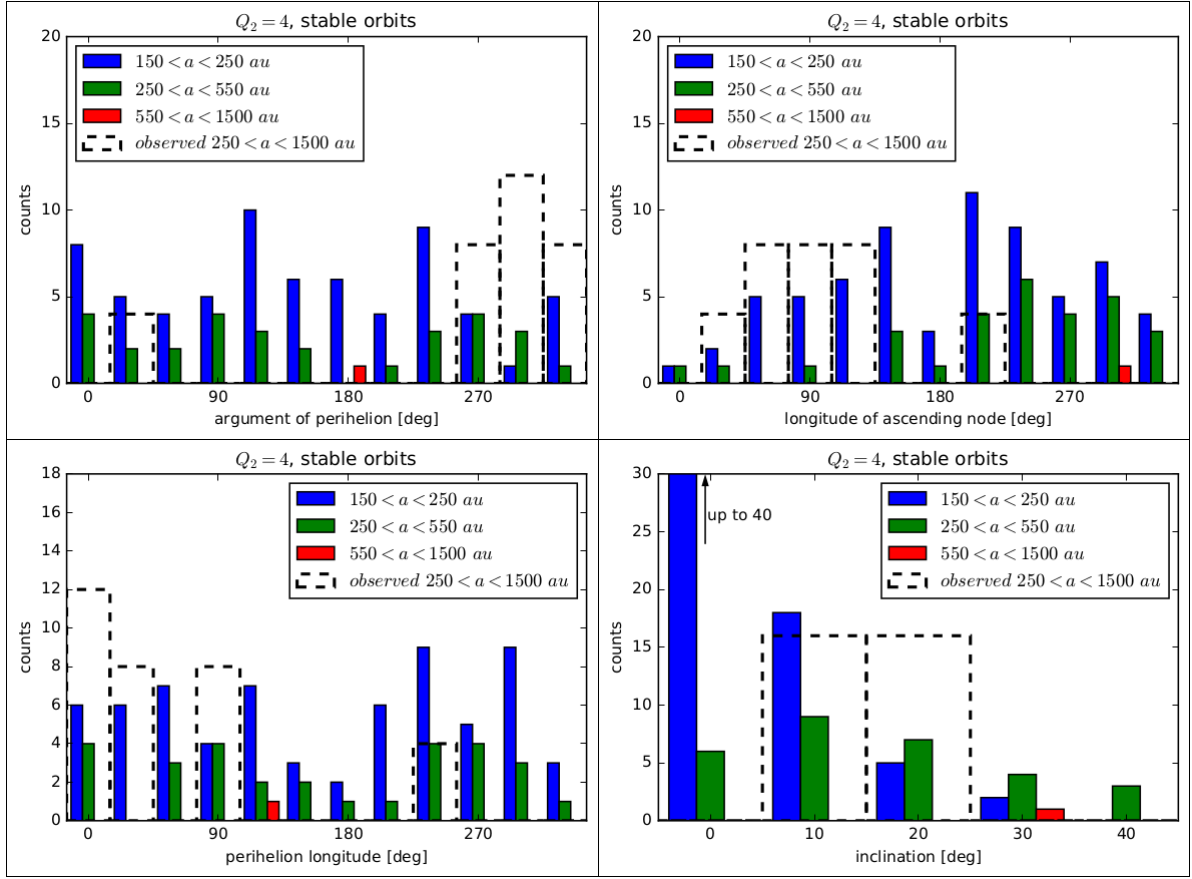 Q₂ = 4, stable orbits
20
15
10
5
0
counts
150 < a < 250 au
250 < a < 550 au
550 < a < 1500 au
observed 250 < a < 1500 au
0 90 180 270
argument of perihelion [deg]
Q₂ = 4, stable orbits
20
15
10
5
0
counts
150 < a < 250 au
250 < a < 550 au
550 < a < 1500 au
observed 250 < a < 1500 au
0 90 180 270
longitude of ascending node [deg]
Q₂ = 4, stable orbits
18
16
14
12
10
8
6
4
2
0
counts
150 < a < 250 au
250 < a < 550 au
550 < a < 1500 au
observed 250 < a < 1500 au
0 90 180 270
perihelion longitude [deg]
Q₂ = 4, stable orbits
30
25
20
15
10
5
0
counts
up to 40
150 < a < 250 au
250 < a < 550 au
550 < a < 1500 au
observed 250 < a < 1500 au
0 10 20 30 40
inclination [deg]